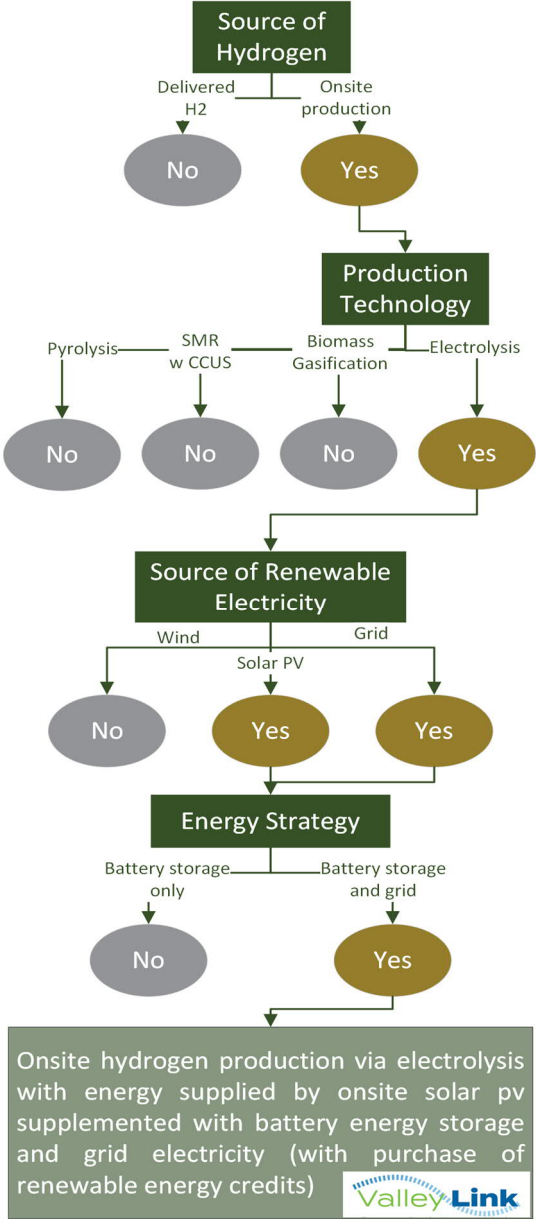 Source of
Hydrogen
Delivered
H2
Onsite
production
No
Yes
Production
Technology
Pyrolysis
SMR
w CCUS
Biomass
Gasification
Electrolysis
No
No
No
Yes
Source of Renewable
Electricity
Wind
Solar PV
Grid
No
Yes
Yes
Energy Strategy
Battery storage
only
Battery storage
and grid
No
Yes
Onsite hydrogen production via electrolysis
with energy supplied by onsite solar pv
supplemented with battery energy storage
and grid electricity (with purchase of
renewable energy credits)
Valley Link